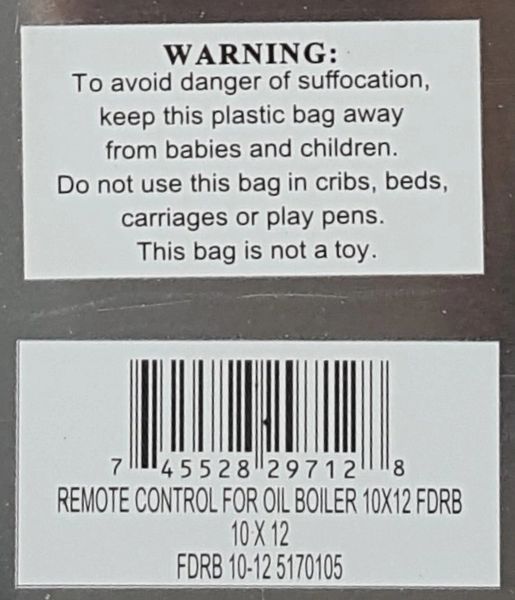 WARNING:
To avoid danger of suffocation,
keep this plastic bag away
from babies and children.
Do not use this bag in cribs, beds,
carriages or play pens.
This bag is not a toy.
7 45528 29712 8
REMOTE CONTROL FOR OIL BOILER 10X12 FDRB
10 X 12
FDRB 10-12 5170105